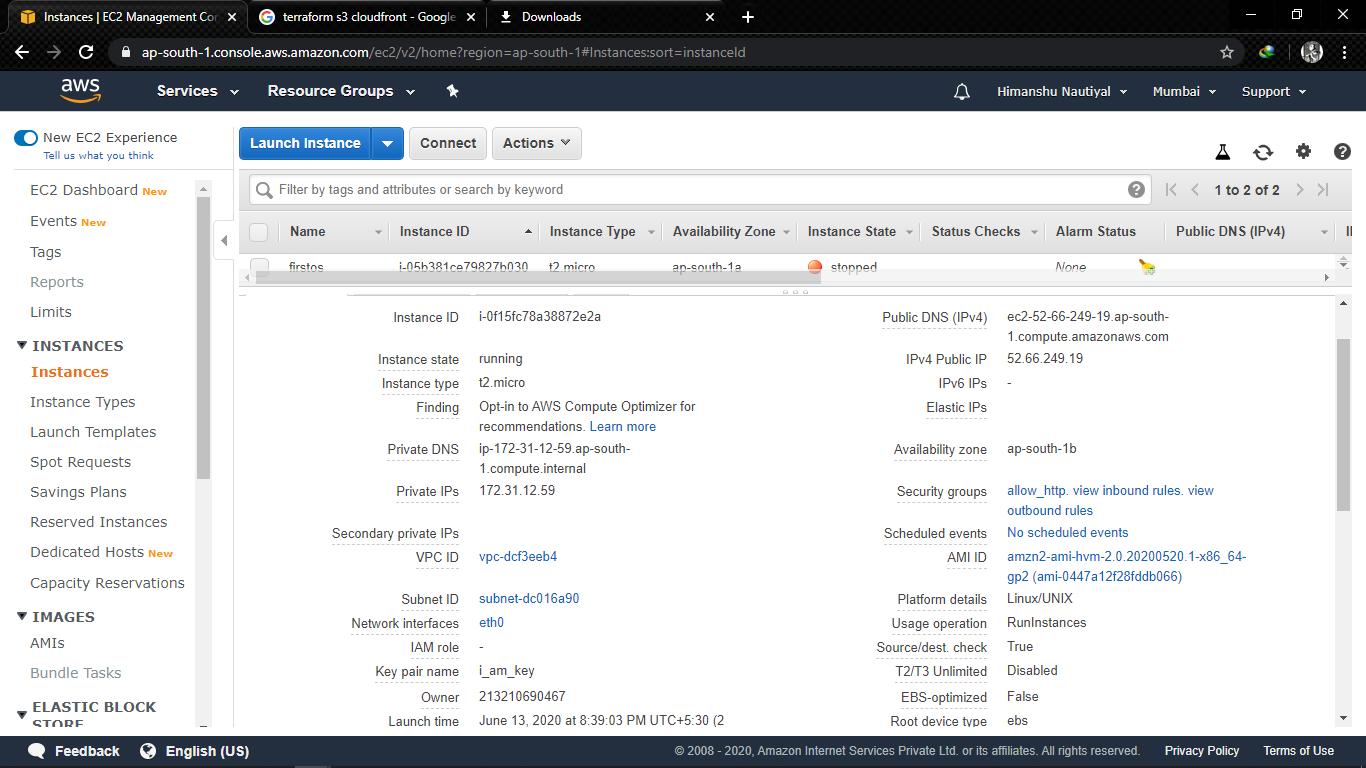 Instances | EC2 Management Cor
terraform s3 cloudfront - Google
Downloads
ap-south-1.console.aws.amazon.com/ec2/v2/home?region=ap-south-1#Instances:sort=instanceId
aws Services Resource Groups Himanshu Nautiyal Mumbai Support
New EC2 Experience
Tell us what you think
EC2 Dashboard New
Events New
Tags
Reports
Limits
INSTANCES
Instances
Instance Types
Launch Templates
Spot Requests
Savings Plans
Reserved Instances
Dedicated Hosts New
Capacity Reservations
IMAGES
AMIs
Bundle Tasks
ELASTIC BLOCK
STORE
Launch Instance Connect Actions
Filter by tags and attributes or search by keyword 1 to 2 of 2
Name Instance ID Instance Type Availability Zone Instance State Status Checks Alarm Status Public DNS (IPv4)
firstos i-05b381ce79827b030 t2.micro ap-south-1a stopped None
Instance ID i-0f15fc78a38872e2a
Instance state running
Instance type t2.micro
Finding Opt-in to AWS Compute Optimizer for
recommendations. Learn more
Private DNS ip-172-31-12-59.ap-south-
1.compute.internal
Private IPs 172.31.12.59
Secondary private IPs
VPC ID vpc-dcf3eeb4
Subnet ID subnet-dc016a90
Network interfaces eth0
IAM role -
Key pair name i_am_key
Owner 213210690467
Launch time June 13, 2020 at 8:39:03 PM UTC+5:30 (2
Public DNS (IPv4) ec2-52-66-249-19.ap-south-
1.compute.amazonaws.com
IPv4 Public IP 52.66.249.19
IPv6 IPs -
Elastic IPs
Availability zone ap-south-1b
Security groups allow_http. view inbound rules. view
outbound rules
Scheduled events No scheduled events
AMI ID amzn2-ami-hvm-2.0.20200520.1-x86_64-
gp2 (ami-0447a12f28fddb066)
Platform details Linux/UNIX
Usage operation RunInstances
Source/dest. check True
T2/T3 Unlimited Disabled
EBS-optimized False
Root device type ebs
Feedback English (US) © 2008 - 2020, Amazon Internet Services Private Ltd. or its affiliates. All rights reserved. Privacy Policy Terms of Use